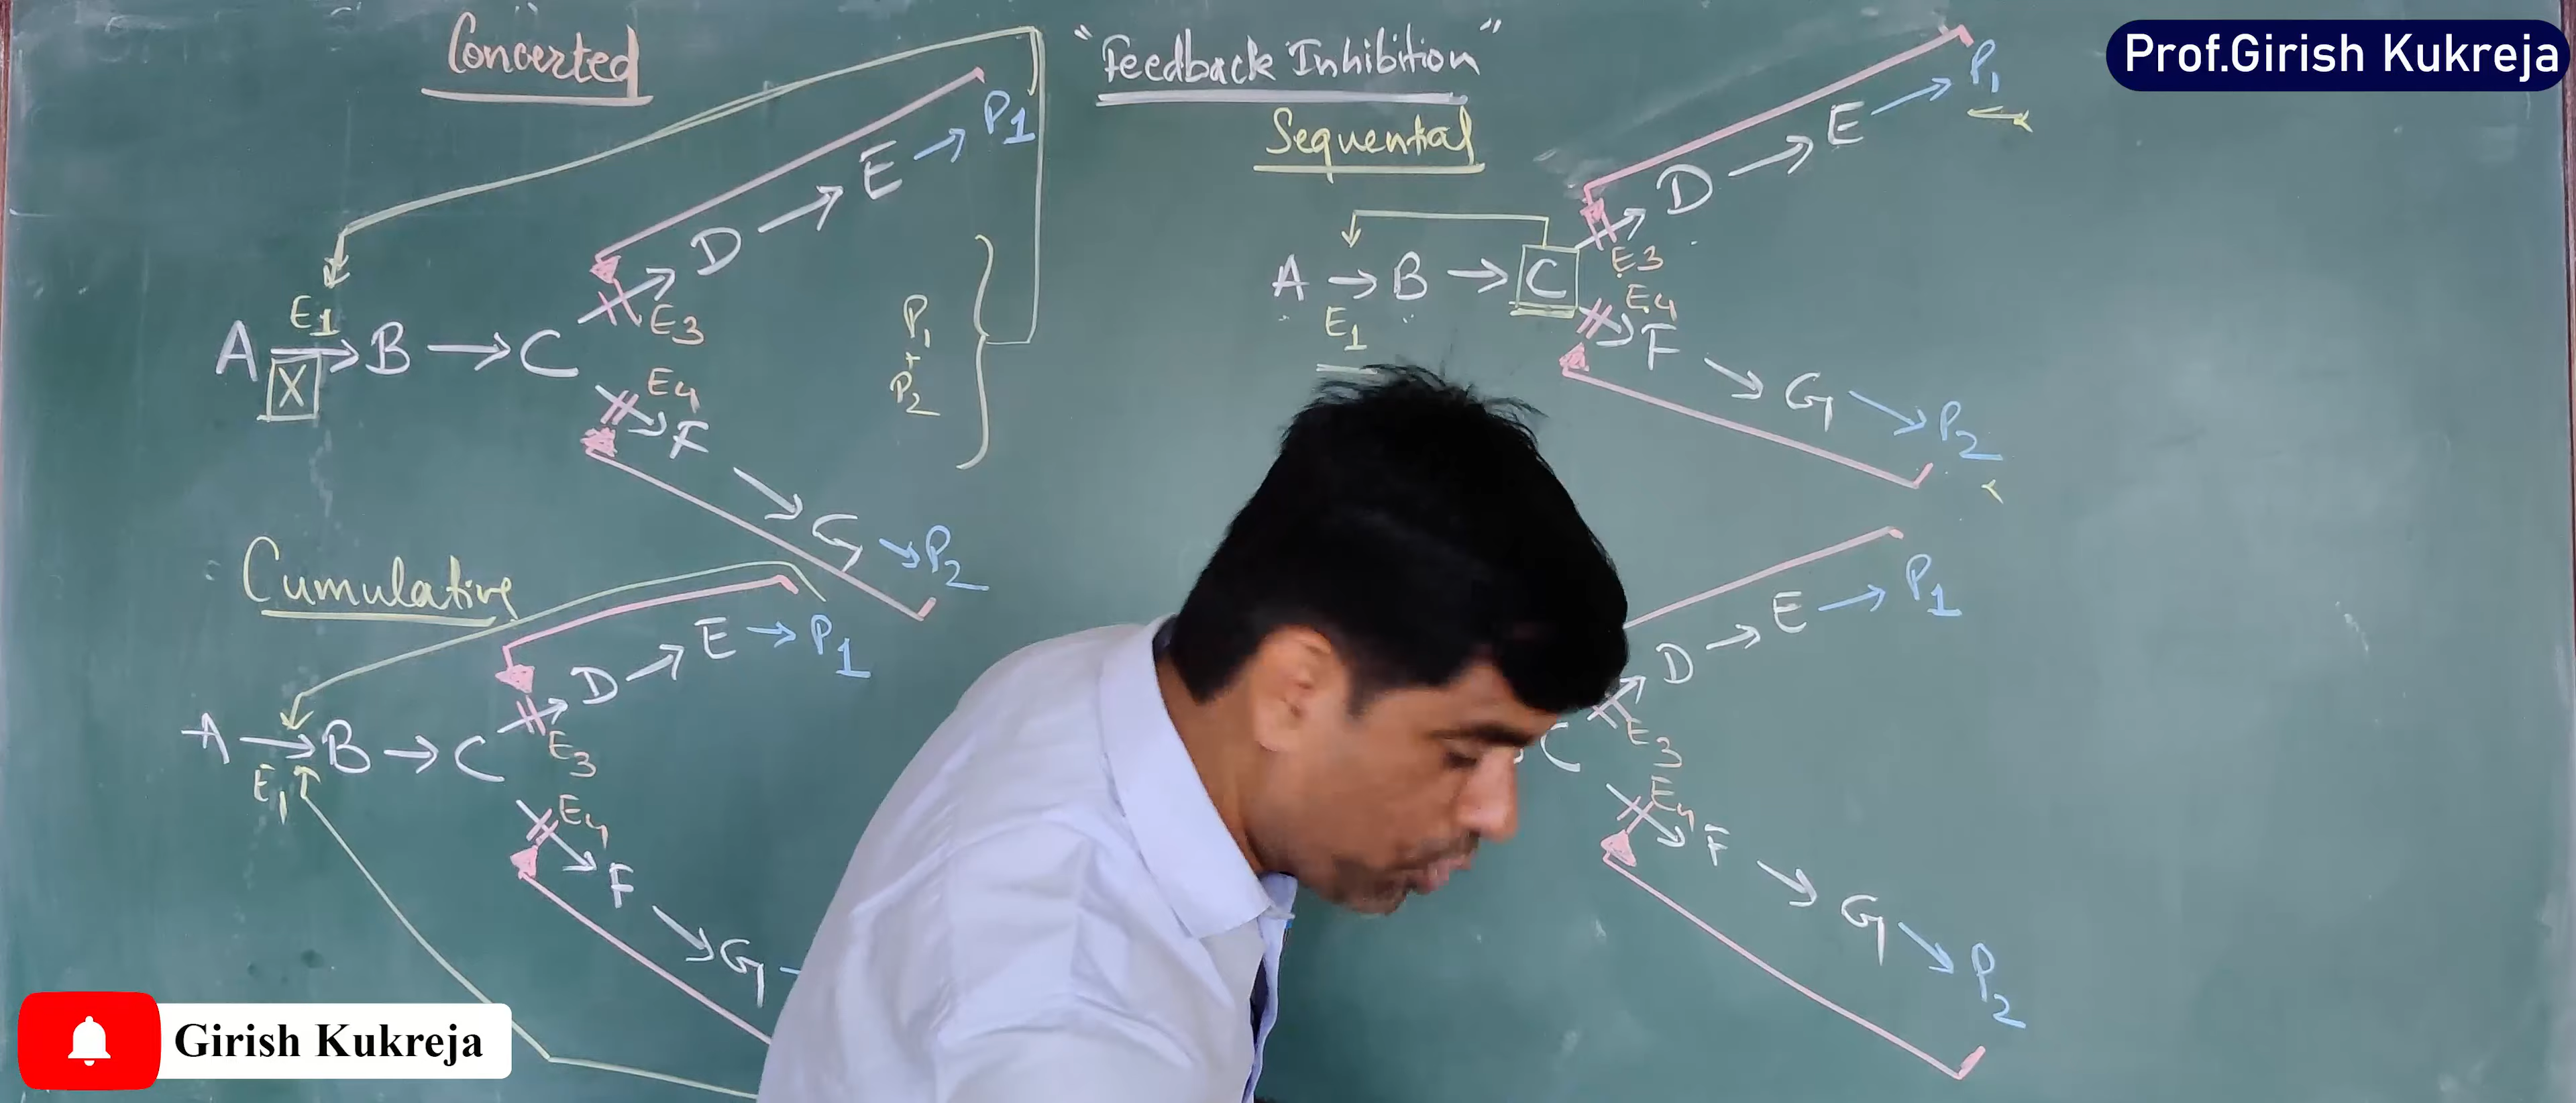 Concerted
"Feedback Inhibition"
Prof.Girish Kukreja
Sequential
P1
E
D
E1
A → B → C
E3
E4
F
G
P2
P1
+
P2
X
P1
E
D
E3
A → B → C
E4
E1
F
G
P2
Cumulative
P1
E
D
A → B → C
E3
E1
E4
F
G
P1
E
D
C
E3
E4
F
G
P2
Girish Kukreja